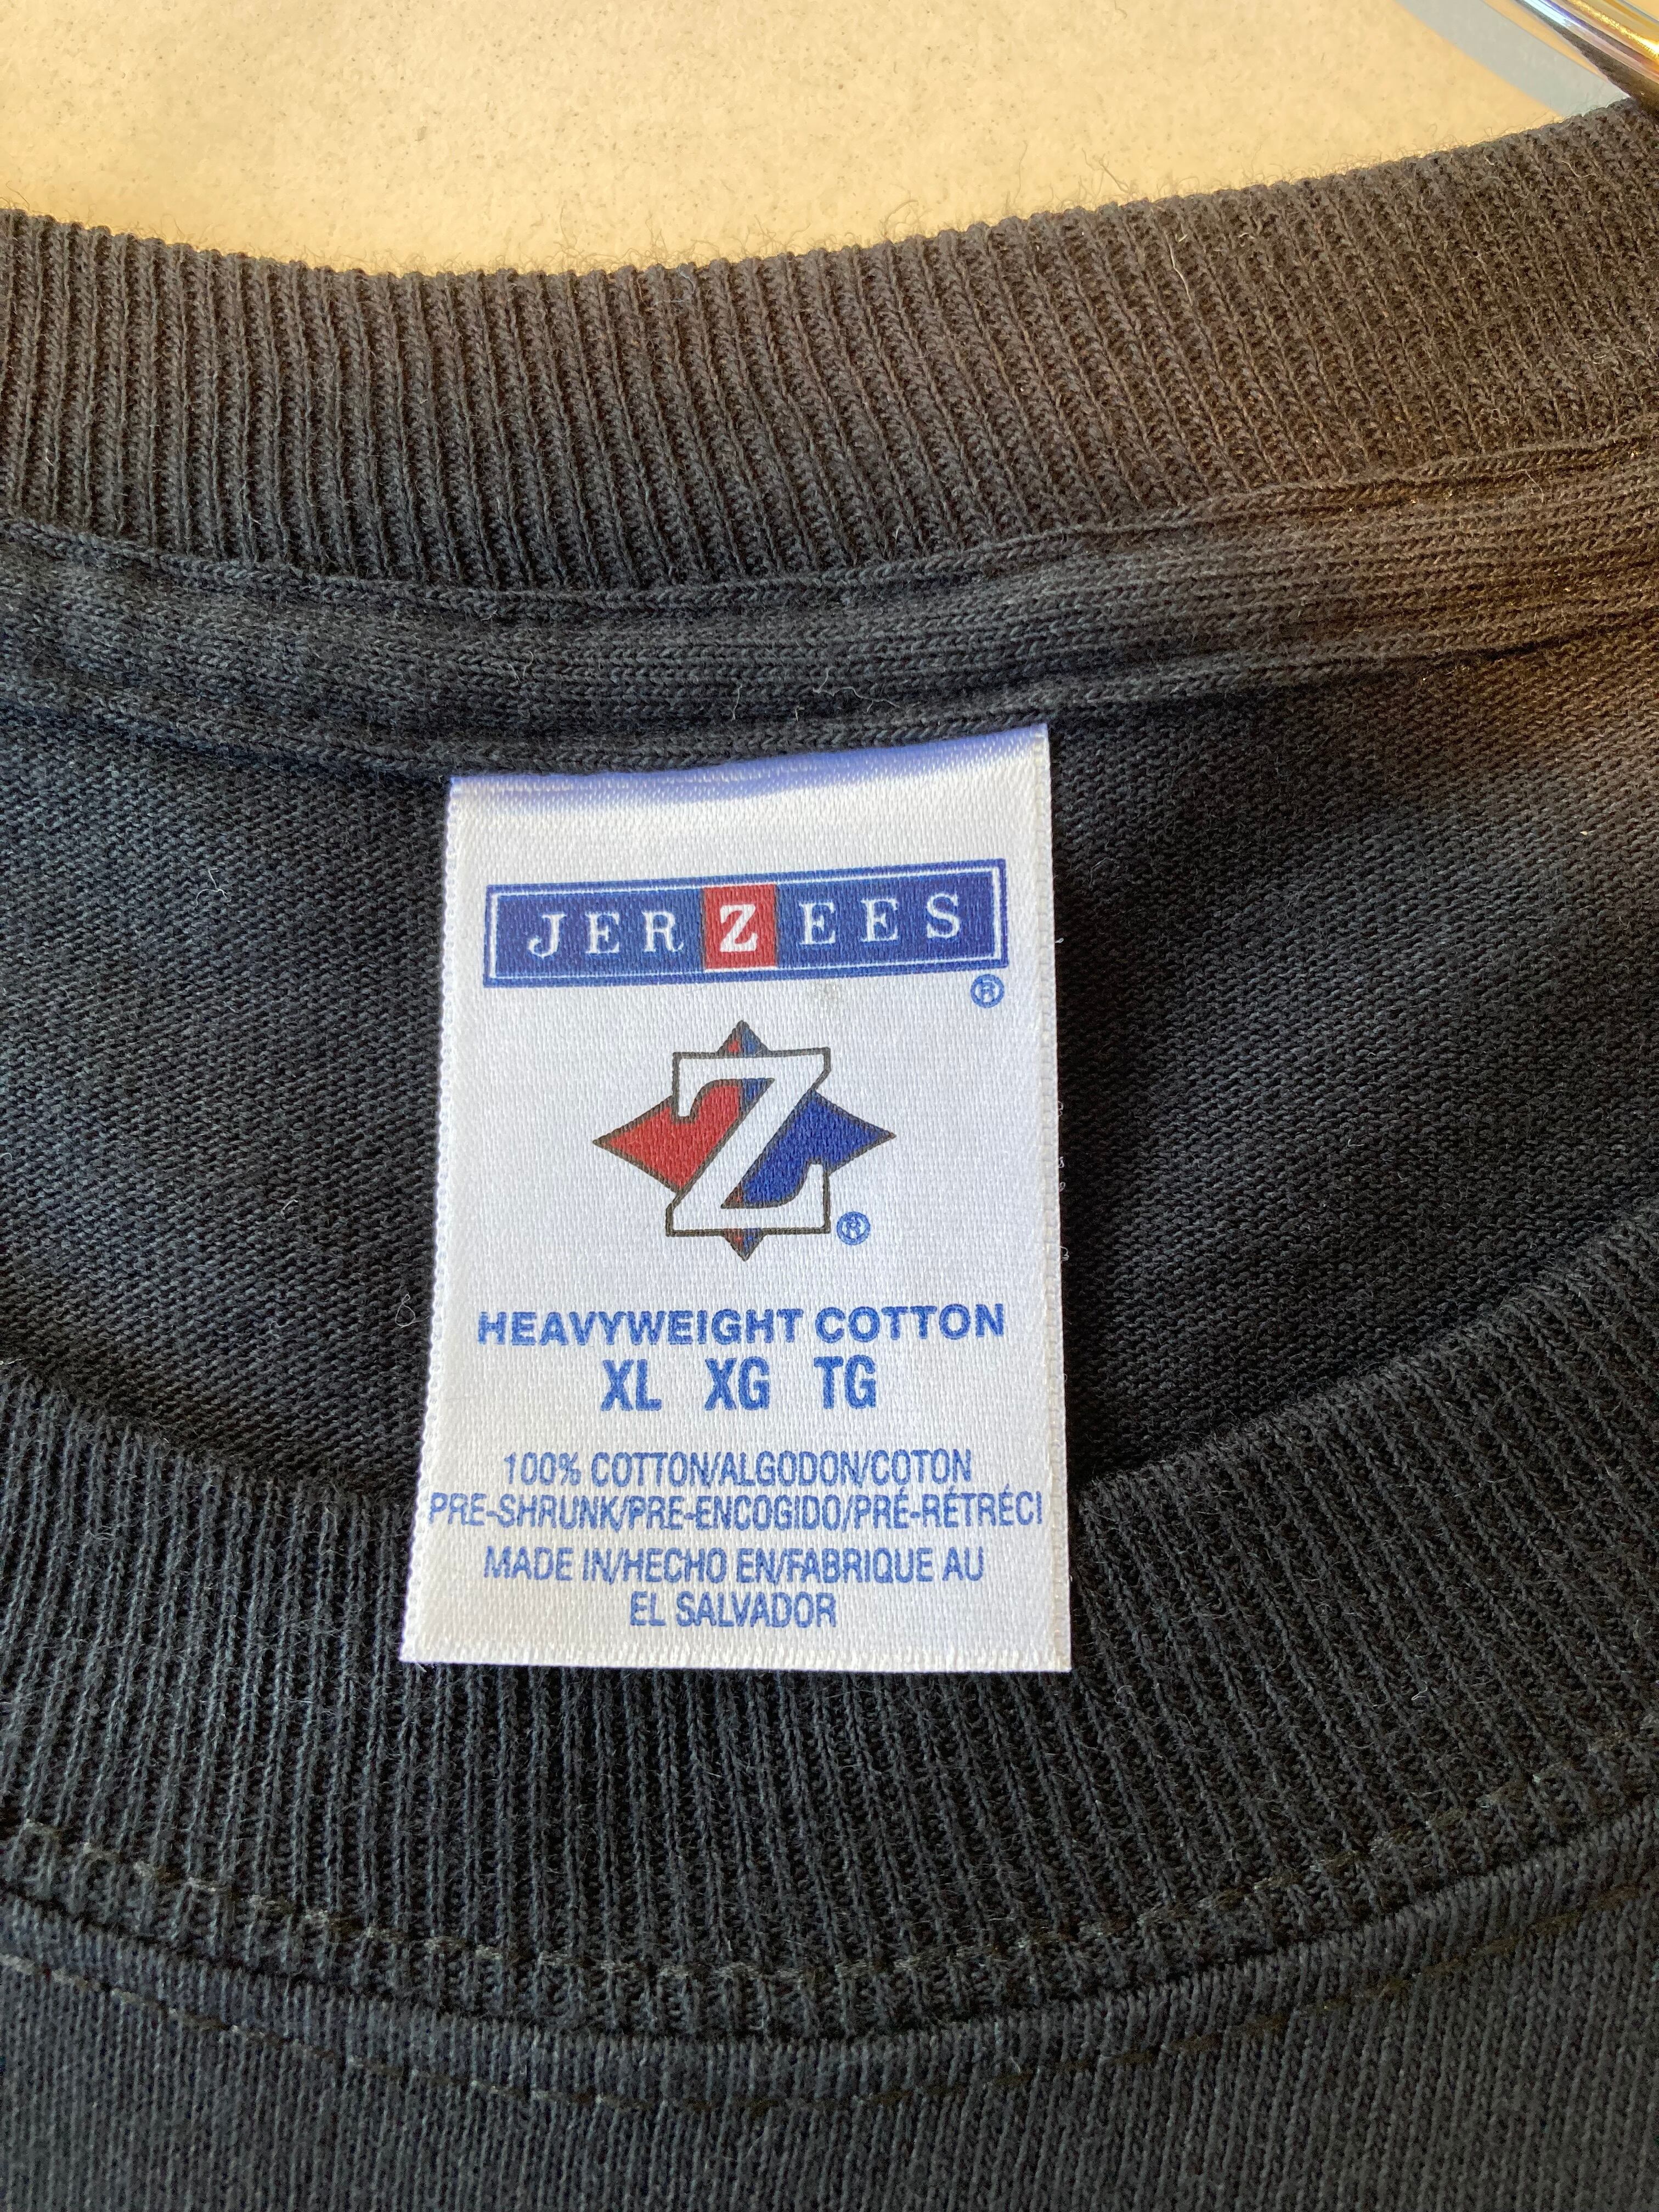 JERZEES
®
Z
®
HEAVYWEIGHT COTTON
XL XG TG
100% COTTON/ALGODON/COTON
PRE-SHRUNK/PRE-ENCOGIDO/PRÉ-RÉTRÉCI
MADE IN/HECHO EN/FABRIQUE AU
EL SALVADOR